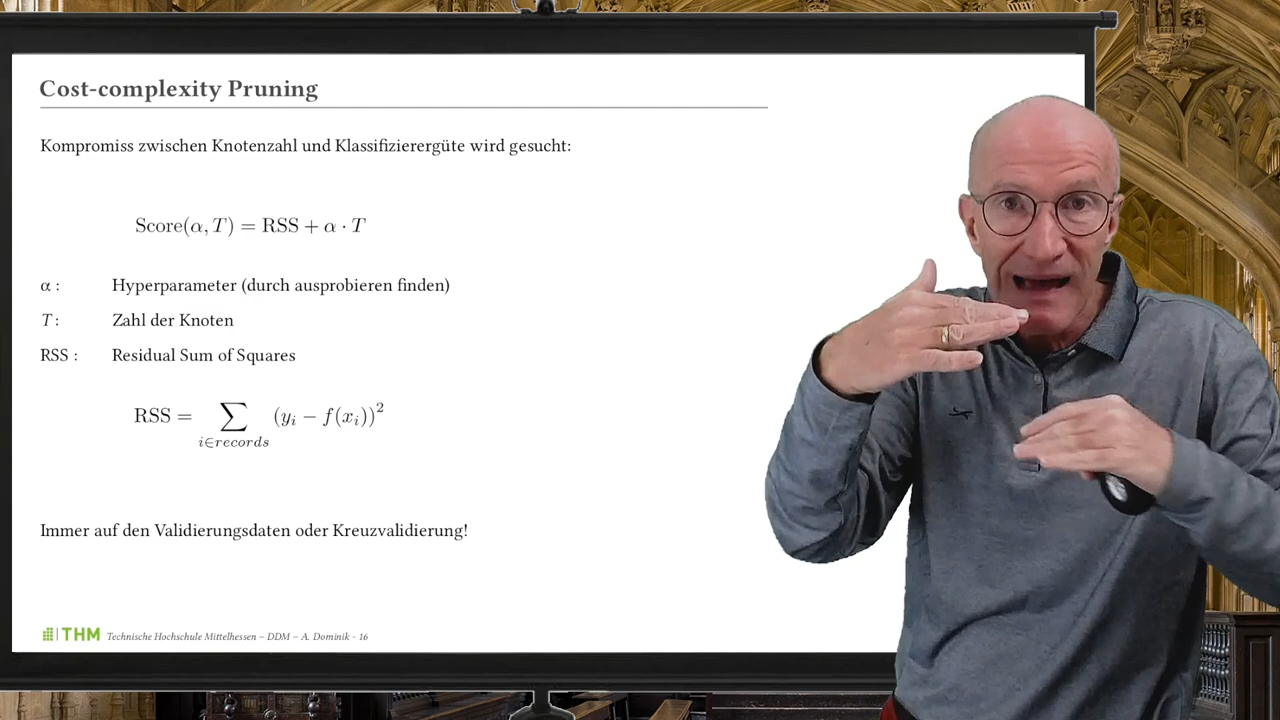 Cost-complexity Pruning
Kompromiss zwischen Knotenzahl und Klassifizierergüte wird gesucht:
Score(α, T) = RSS + α · T
α : Hyperparameter (durch ausprobieren finden)
T : Zahl der Knoten
RSS : Residual Sum of Squares
RSS = ∑ i∈records (y_i − f(x_i))²
Immer auf den Validierungsdaten oder Kreuzvalidierung!
THM Technische Hochschule Mittelhessen – DDM – A. Dominik - 16